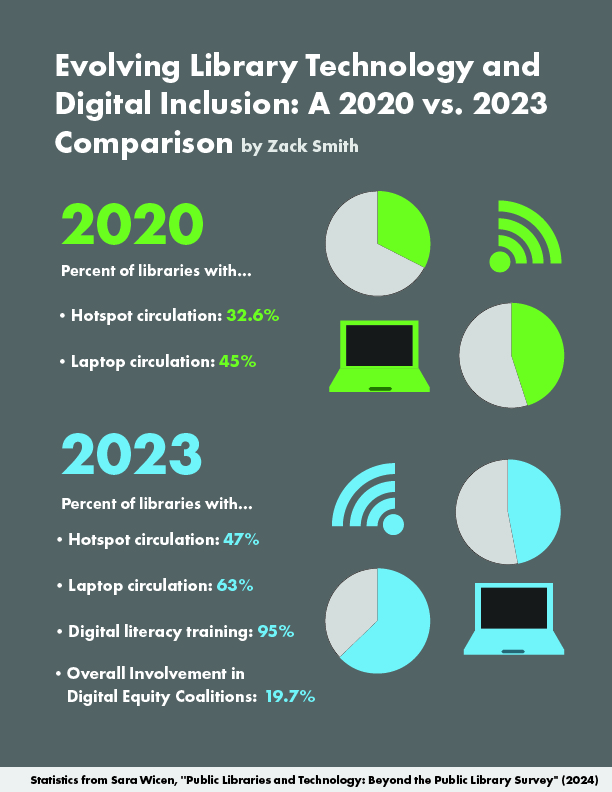 Evolving Library Technology and
Digital Inclusion: A 2020 vs. 2023
Comparison by Zack Smith
2020
Percent of libraries with...
• Hotspot circulation: 32.6%
• Laptop circulation: 45%
2023
Percent of libraries with...
• Hotspot circulation: 47%
• Laptop circulation: 63%
• Digital literacy training: 95%
• Overall Involvement in
Digital Equity Coalitions: 19.7%
Statistics from Sara Wicen, "Public Libraries and Technology: Beyond the Public Library Survey" (2024)